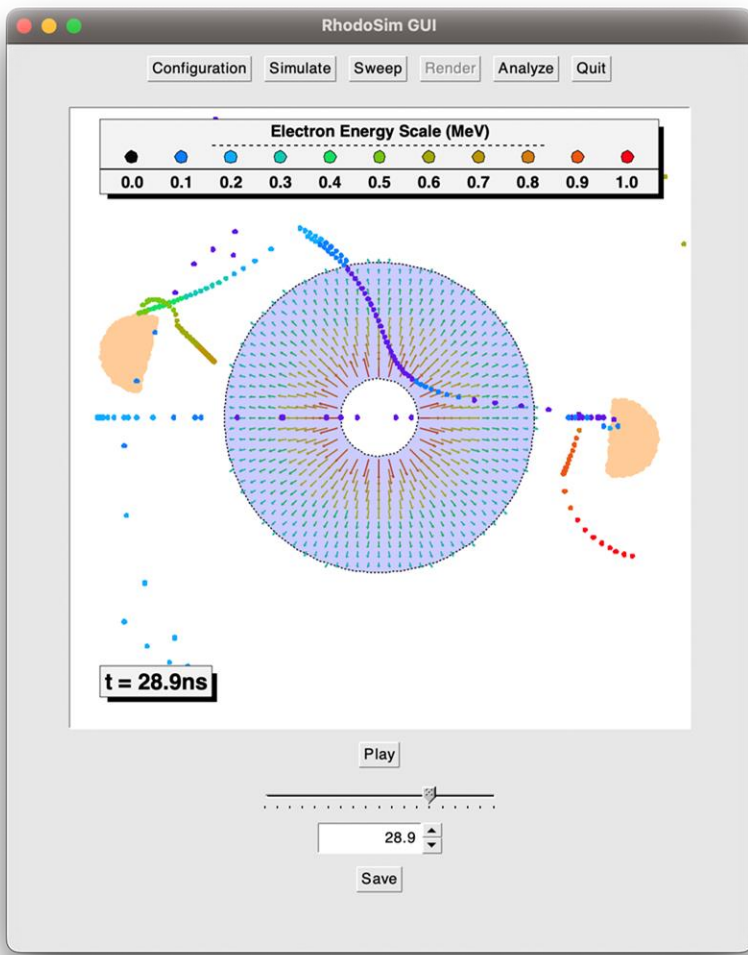 RhodoSim GUI
Configuration Simulate Sweep Render Analyze Quit
Electron Energy Scale (MeV)
0.0 0.1 0.2 0.3 0.4 0.5 0.6 0.7 0.8 0.9 1.0
t = 28.9ns
Play
28.9
Save